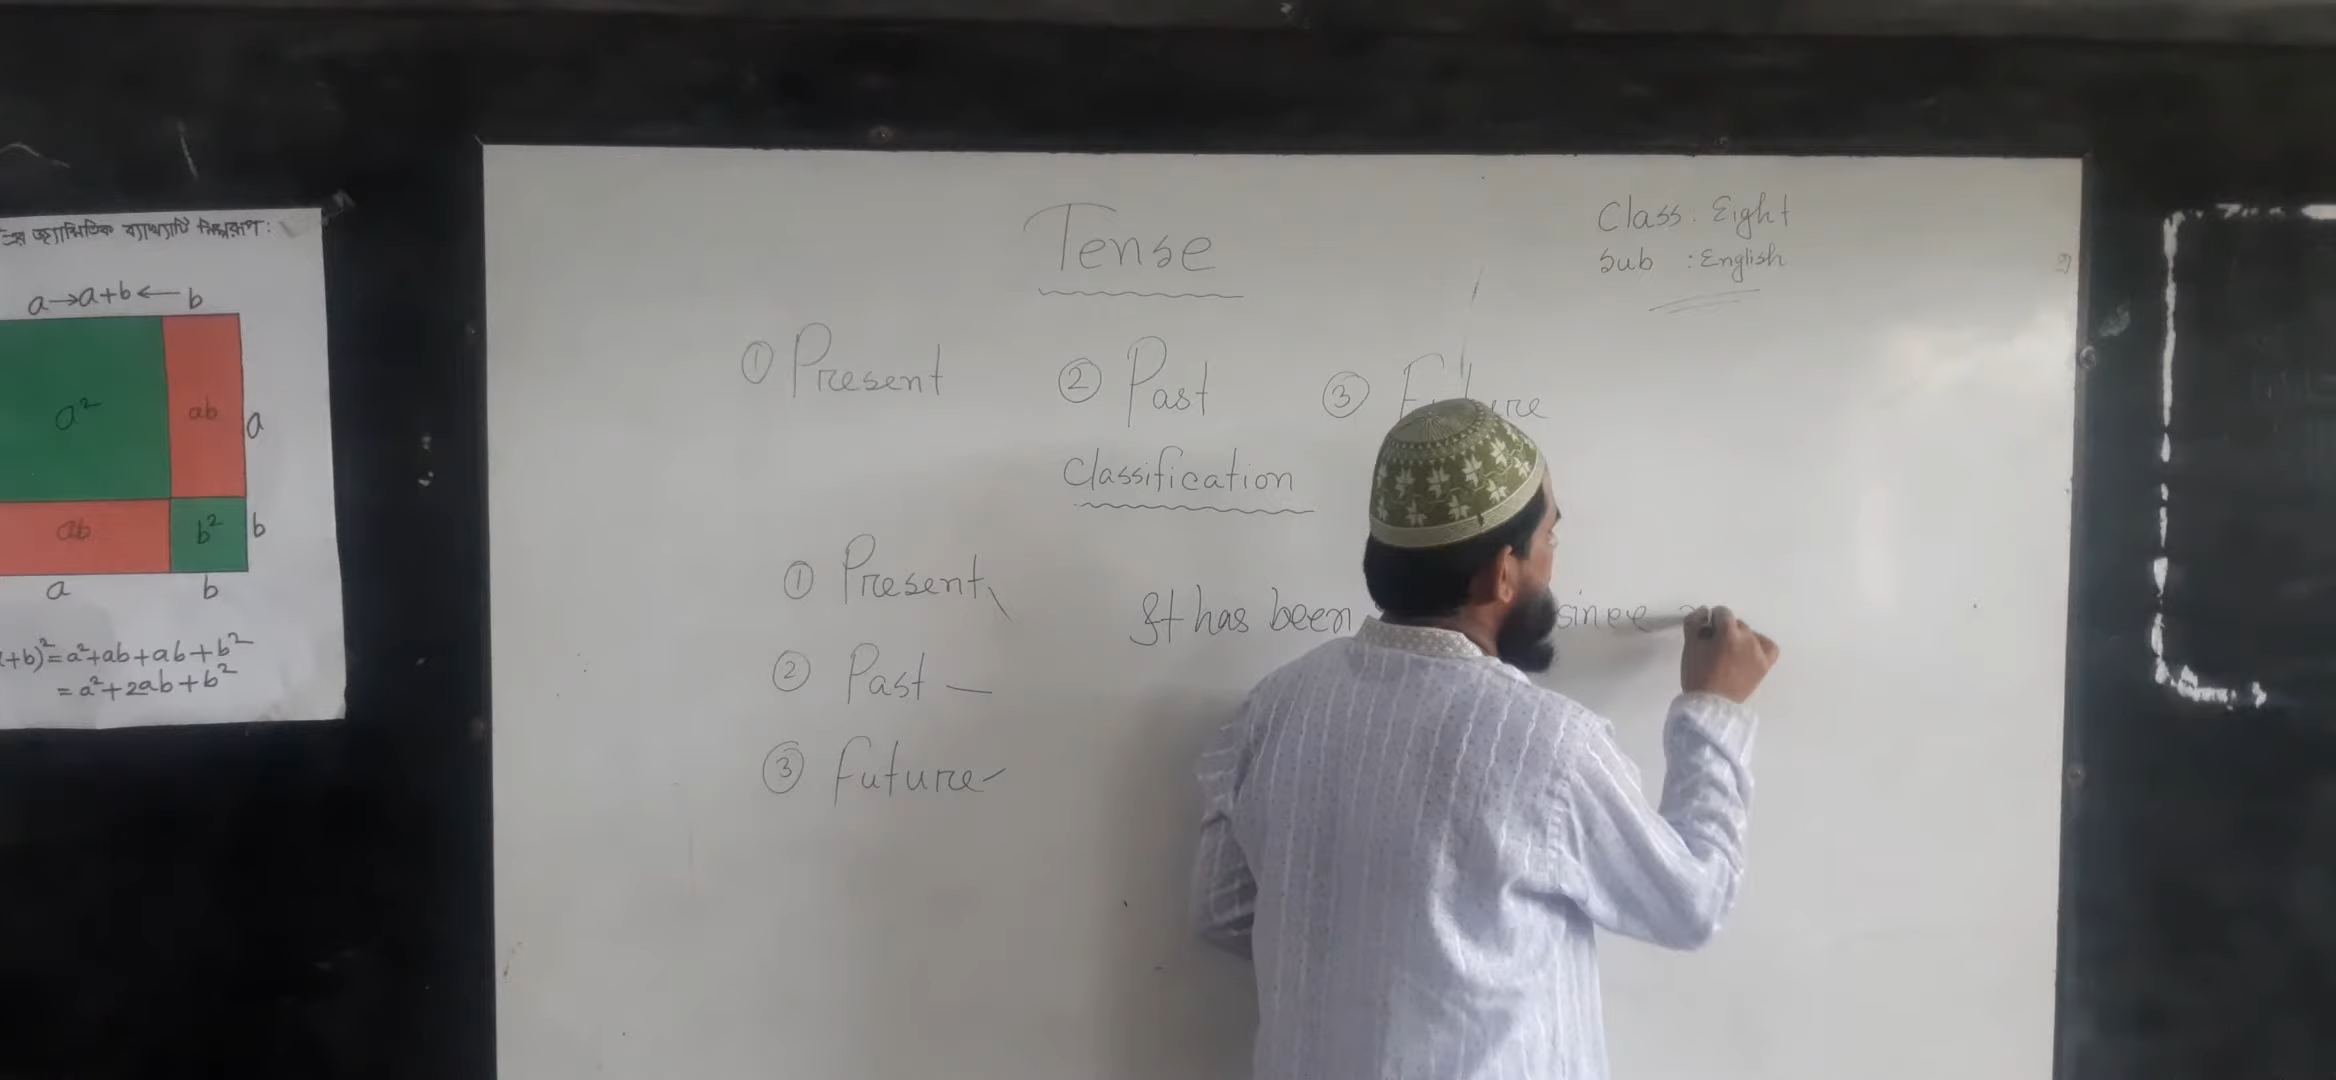 জ্যামিতিক ব্যাখ্যাটি নিম্নরূপ:
a→a+b← b
a²
ab
a
ab
b²
b
a
b
+b)²=a²+ab+ab+b²
=a²+2ab+b²
Tense
Class: Eight
Sub : English
① Present
② Past
③
Classification
① Present
It has been
since
② Past —
③ Future